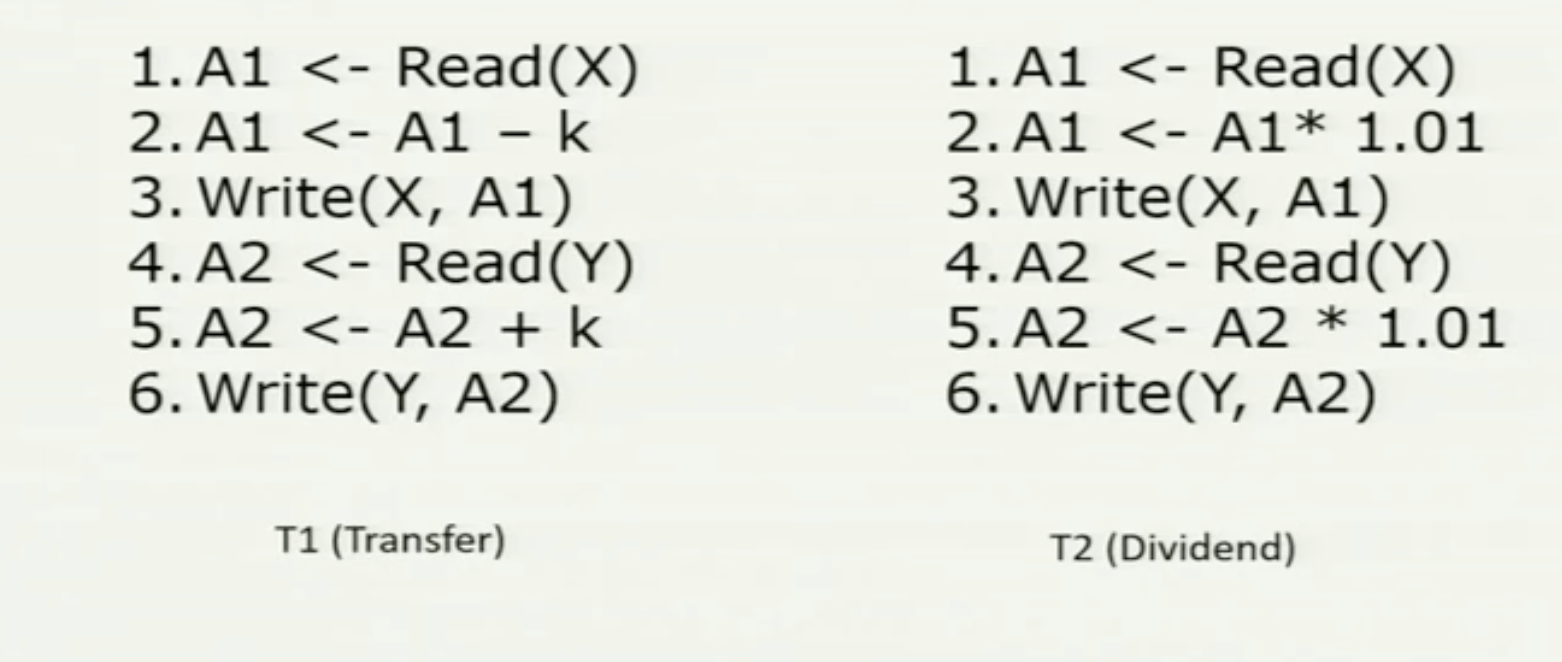 1. A1 <- Read(X)
2. A1 <- A1 – k
3. Write(X, A1)
4. A2 <- Read(Y)
5. A2 <- A2 + k
6. Write(Y, A2)
T1 (Transfer)
1. A1 <- Read(X)
2. A1 <- A1* 1.01
3. Write(X, A1)
4. A2 <- Read(Y)
5. A2 <- A2 * 1.01
6. Write(Y, A2)
T2 (Dividend)